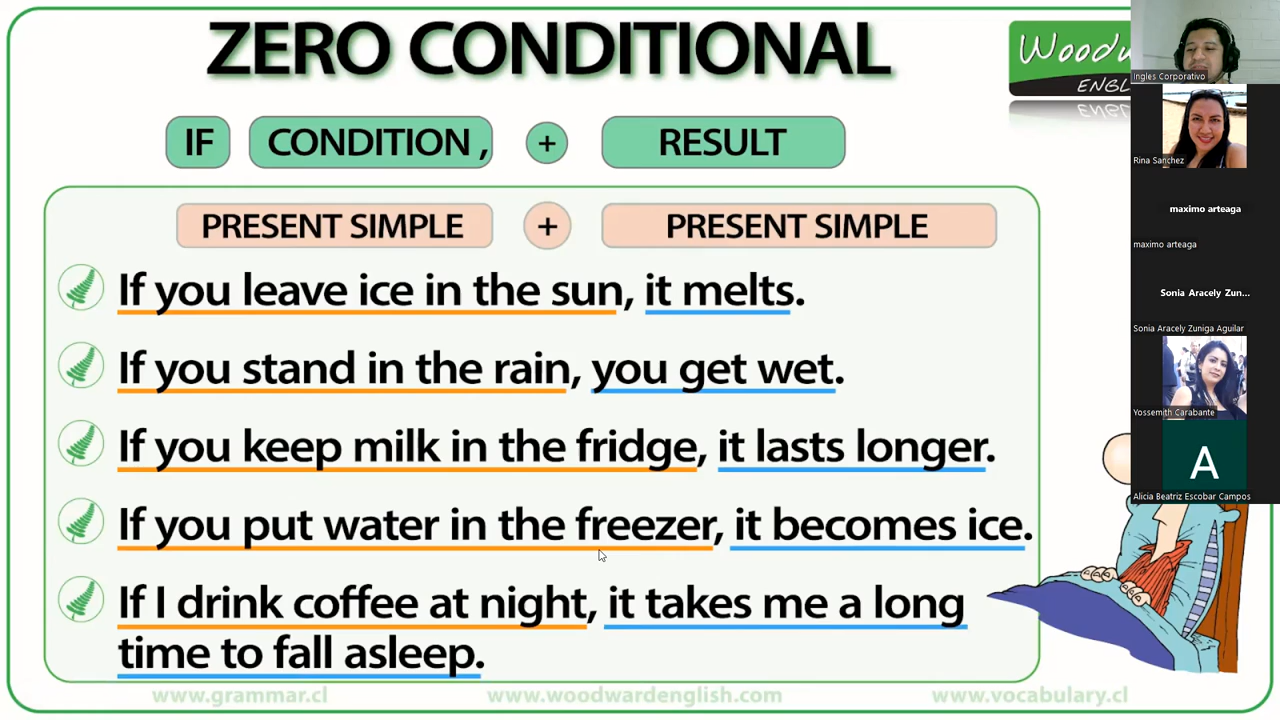 ZERO CONDITIONAL
Woodw
ENGL
IF CONDITION , + RESULT
PRESENT SIMPLE + PRESENT SIMPLE
If you leave ice in the sun, it melts.
If you stand in the rain, you get wet.
If you keep milk in the fridge, it lasts longer.
If you put water in the freezer, it becomes ice.
If I drink coffee at night, it takes me a long
time to fall asleep.
www.grammar.cl www.woodwardenglish.com www.vocabulary.cl
Ingles Corporativo
Rina Sanchez
maximo arteaga
maximo arteaga
Sonia Aracely Zun...
Sonia Aracely Zuniga Aguilar
Yossemith Carabante
A
Alicia Beatriz Escobar Campos